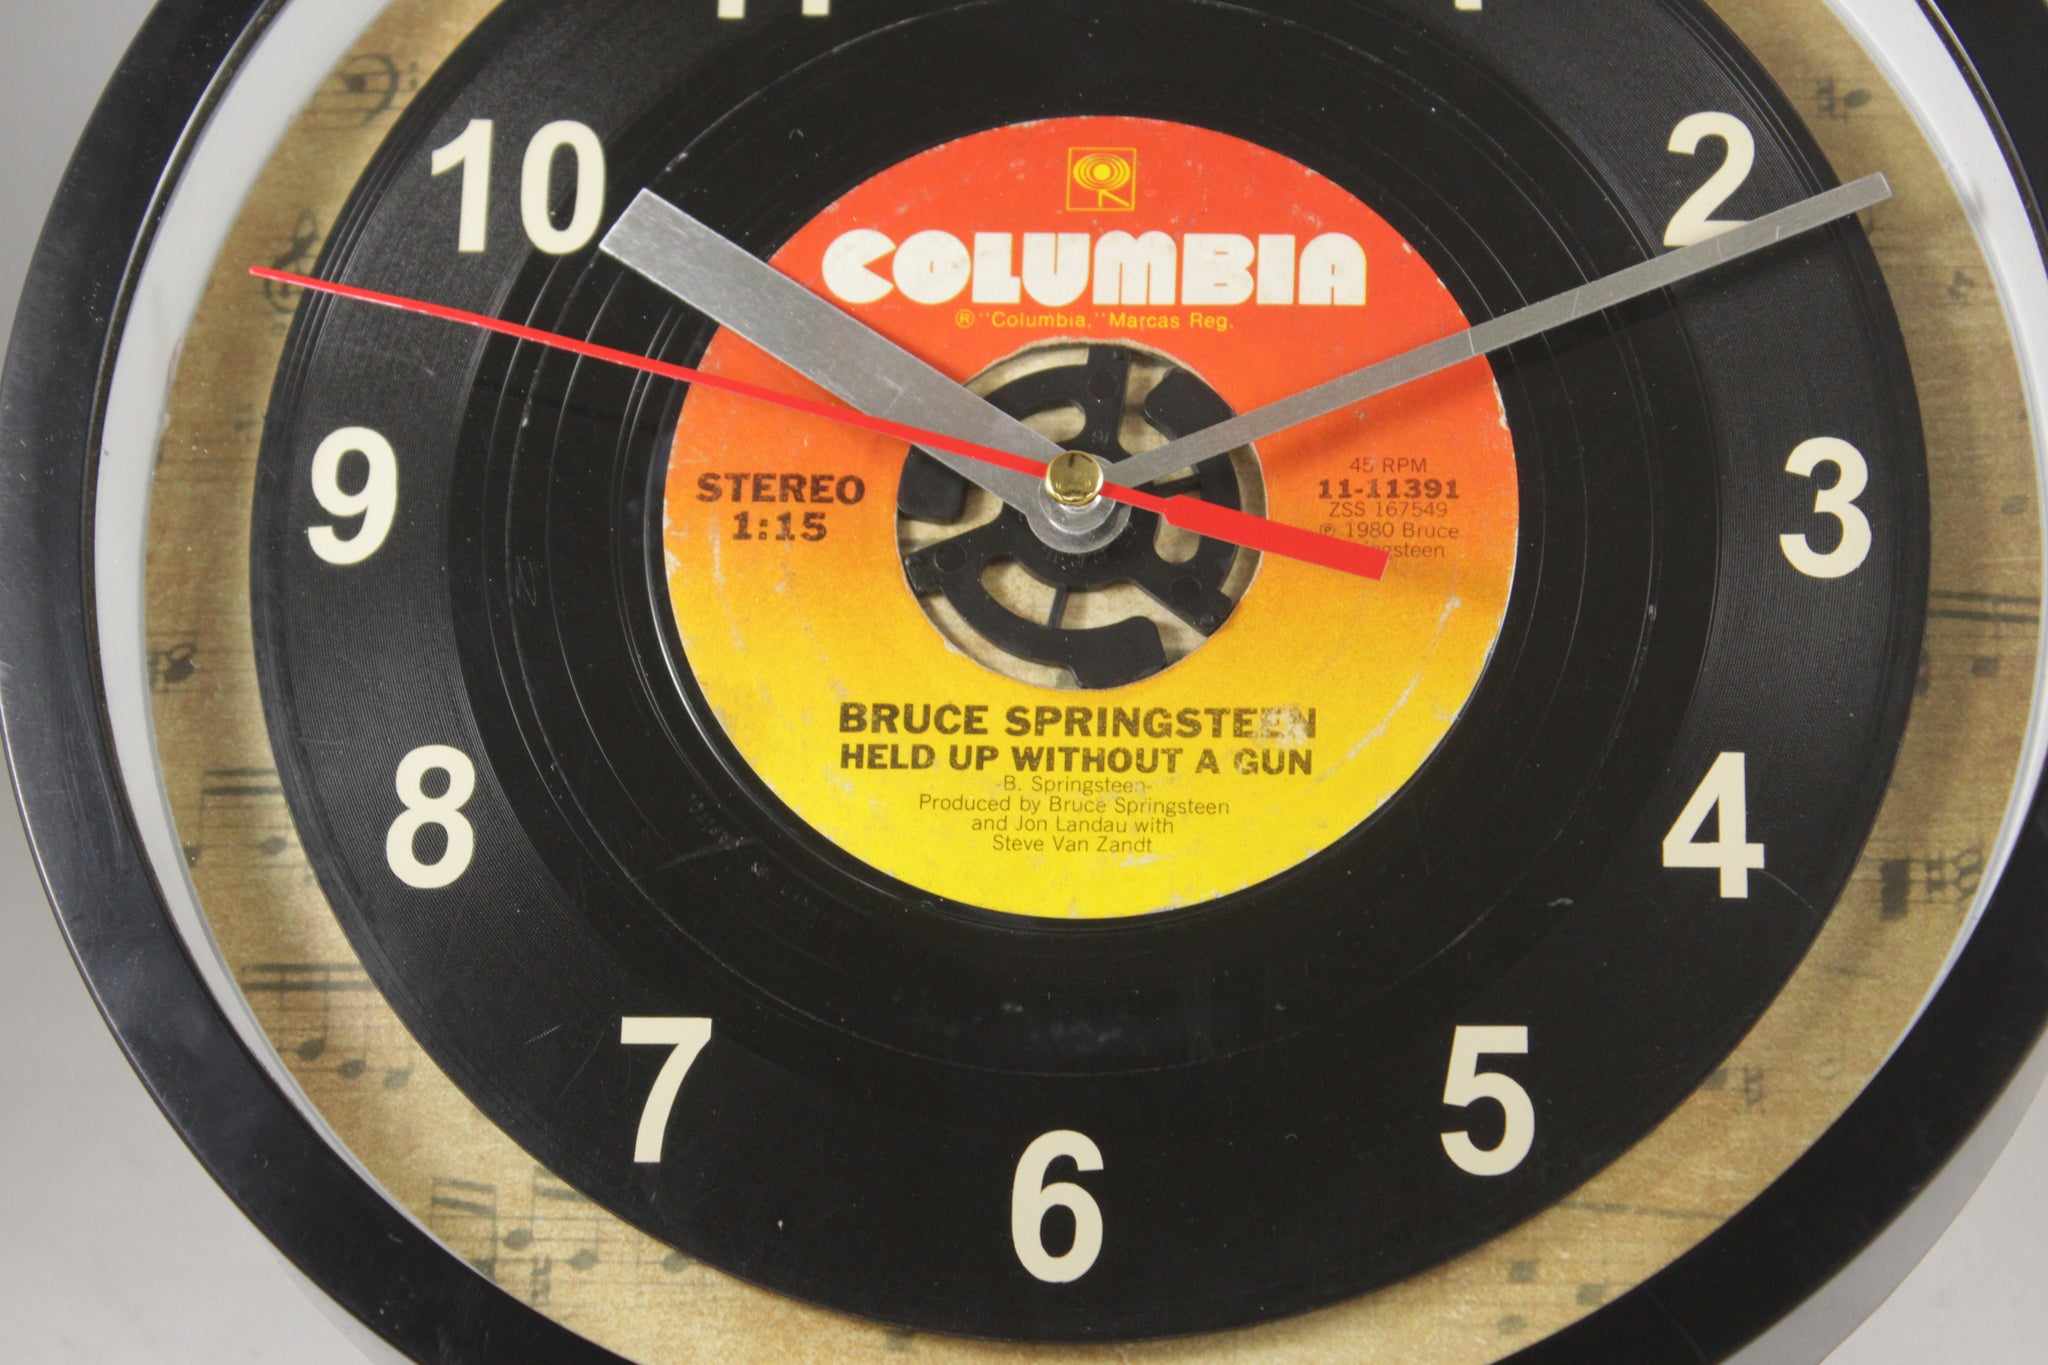 10
2
COLUMBIA
® "Columbia," Marcas Reg.
9
3
STEREO
1:15
45 RPM
11-11391
ZSS 167549
℗ 1980 Bruce
BRUCE SPRINGSTEEN
HELD UP WITHOUT A GUN
-B. Springsteen-
Produced by Bruce Springsteen
and Jon Landau with
Steve Van Zandt
8
4
7
5
6